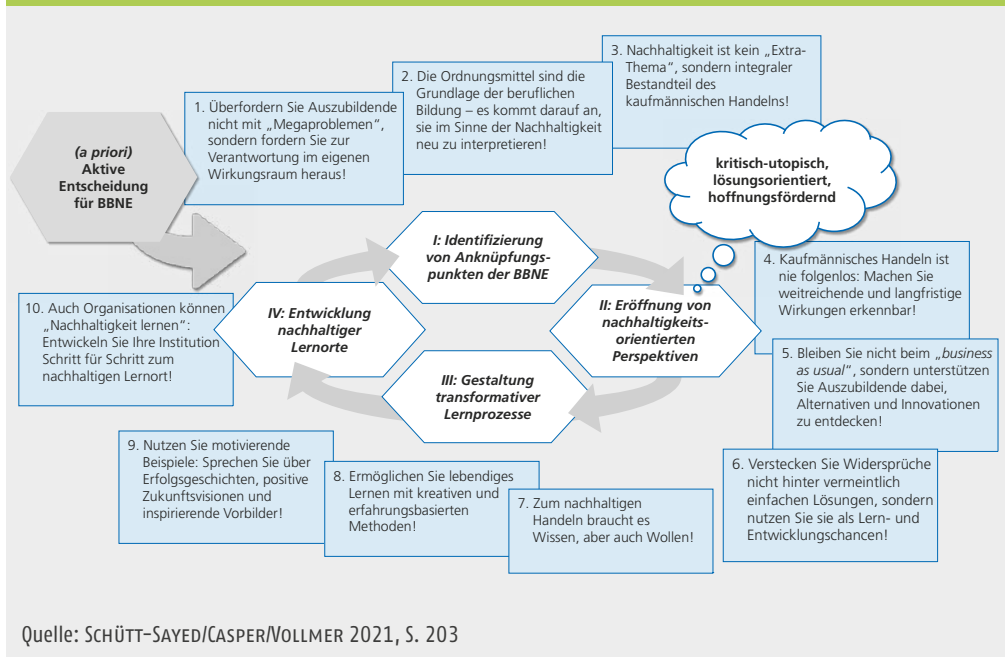 (a priori)
Aktive
Entscheidung
für BBNE
1. Überfordern Sie Auszubildende
nicht mit „Megaproblemen“,
sondern fordern Sie zur
Verantwortung im eigenen
Wirkungsraum heraus!
2. Die Ordnungsmittel sind die
Grundlage der beruflichen
Bildung – es kommt darauf an,
sie im Sinne der Nachhaltigkeit
neu zu interpretieren!
3. Nachhaltigkeit ist kein „Extra-
Thema“, sondern integraler
Bestandteil des
kaufmännischen Handelns!
kritisch-utopisch,
lösungsorientiert,
hoffnungsfördernd
I: Identifizierung
von Anknüpfungs-
punkten der BBNE
II: Eröffnung von
nachhaltigkeits-
orientierten
Perspektiven
III: Gestaltung
transformativer
Lernprozesse
IV: Entwicklung
nachhaltiger
Lernorte
4. Kaufmännisches Handeln ist
nie folgenlos: Machen Sie
weitreichende und langfristige
Wirkungen erkennbar!
5. Bleiben Sie nicht beim „business
as usual“, sondern unterstützen
Sie Auszubildende dabei,
Alternativen und Innovationen
zu entdecken!
6. Verstecken Sie Widersprüche
nicht hinter vermeintlich
einfachen Lösungen, sondern
nutzen Sie sie als Lern- und
Entwicklungschancen!
7. Zum nachhaltigen
Handeln braucht es
Wissen, aber auch Wollen!
8. Ermöglichen Sie lebendiges
Lernen mit kreativen und
erfahrungsbasierten
Methoden!
9. Nutzen Sie motivierende
Beispiele: Sprechen Sie über
Erfolgsgeschichten, positive
Zukunftsvisionen und
inspirierende Vorbilder!
10. Auch Organisationen können
„Nachhaltigkeit lernen“:
Entwickeln Sie Ihre Institution
Schritt für Schritt zum
nachhaltigen Lernort!
Quelle: SCHÜTT-SAYED/CASPER/VOLLMER 2021, S. 203